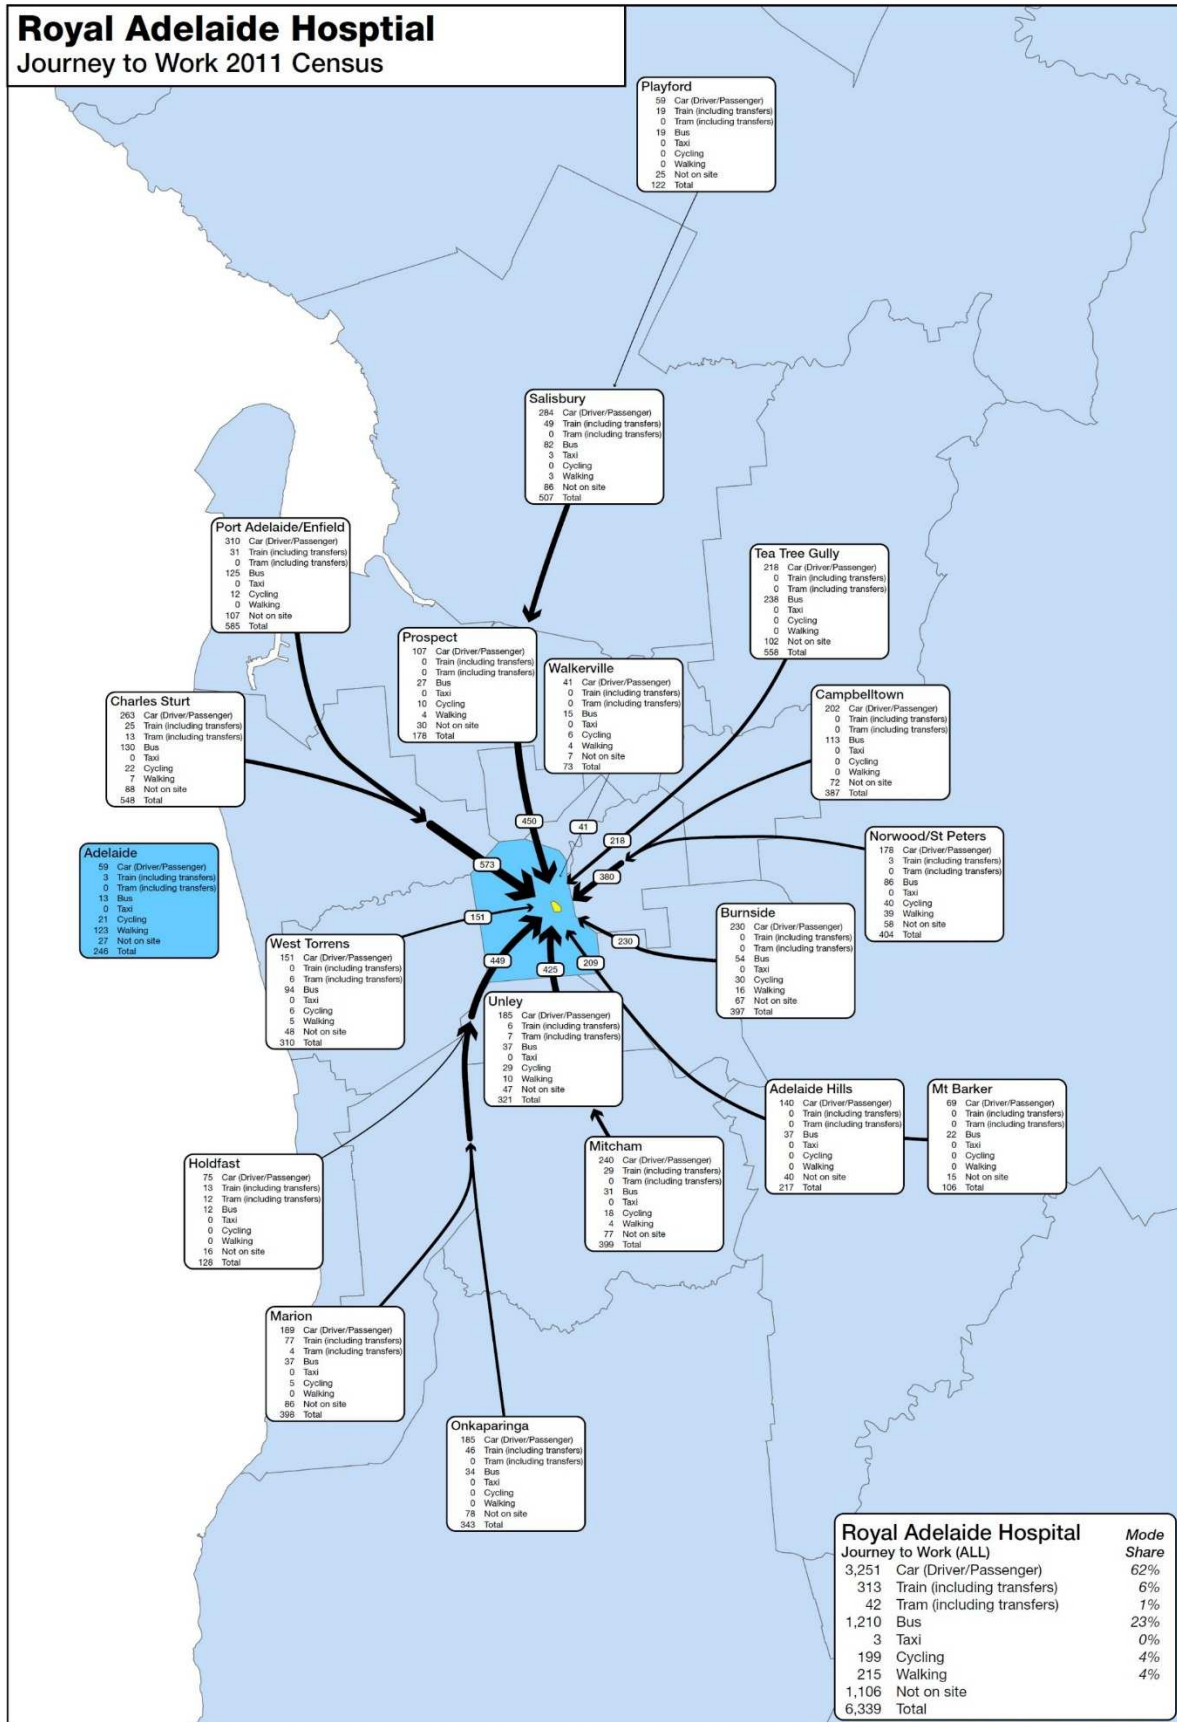 Royal Adelaide Hosptial
Journey to Work 2011 Census
Playford
59 Car (Driver/Passenger)
19 Train (including transfers)
0 Tram (including transfers)
19 Bus
0 Taxi
0 Cycling
0 Walking
25 Not on site
122 Total
Salisbury
284 Car (Driver/Passenger)
49 Train (including transfers)
0 Tram (including transfers)
82 Bus
3 Taxi
0 Cycling
3 Walking
86 Not on site
507 Total
Port Adelaide/Enfield
310 Car (Driver/Passenger)
31 Train (including transfers)
0 Tram (including transfers)
125 Bus
0 Taxi
12 Cycling
0 Walking
107 Not on site
585 Total
Tea Tree Gully
218 Car (Driver/Passenger)
0 Train (including transfers)
0 Tram (including transfers)
238 Bus
0 Taxi
0 Cycling
0 Walking
102 Not on site
558 Total
Prospect
107 Car (Driver/Passenger)
0 Train (including transfers)
0 Tram (including transfers)
27 Bus
0 Taxi
10 Cycling
4 Walking
30 Not on site
178 Total
Walkerville
41 Car (Driver/Passenger)
0 Train (including transfers)
0 Tram (including transfers)
15 Bus
0 Taxi
6 Cycling
4 Walking
7 Not on site
73 Total
Campbelltown
202 Car (Driver/Passenger)
0 Train (including transfers)
0 Tram (including transfers)
113 Bus
0 Taxi
0 Cycling
0 Walking
72 Not on site
387 Total
Charles Sturt
263 Car (Driver/Passenger)
25 Train (including transfers)
13 Tram (including transfers)
130 Bus
0 Taxi
22 Cycling
7 Walking
88 Not on site
548 Total
450
41
218
573
380
Norwood/St Peters
178 Car (Driver/Passenger)
3 Train (including transfers)
0 Tram (including transfers)
86 Bus
0 Taxi
40 Cycling
39 Walking
58 Not on site
404 Total
Adelaide
59 Car (Driver/Passenger)
3 Train (including transfers)
0 Tram (including transfers)
13 Bus
0 Taxi
21 Cycling
123 Walking
27 Not on site
246 Total
151
230
449
425
209
Burnside
230 Car (Driver/Passenger)
0 Train (including transfers)
0 Tram (including transfers)
54 Bus
0 Taxi
30 Cycling
16 Walking
67 Not on site
397 Total
West Torrens
151 Car (Driver/Passenger)
0 Train (including transfers)
6 Tram (including transfers)
94 Bus
0 Taxi
6 Cycling
5 Walking
48 Not on site
310 Total
Unley
185 Car (Driver/Passenger)
6 Train (including transfers)
7 Tram (including transfers)
37 Bus
0 Taxi
29 Cycling
10 Walking
47 Not on site
321 Total
Adelaide Hills
140 Car (Driver/Passenger)
0 Train (including transfers)
0 Tram (including transfers)
37 Bus
0 Taxi
0 Cycling
0 Walking
40 Not on site
217 Total
Mt Barker
69 Car (Driver/Passenger)
0 Train (including transfers)
0 Tram (including transfers)
22 Bus
0 Taxi
0 Cycling
0 Walking
15 Not on site
106 Total
Mitcham
240 Car (Driver/Passenger)
29 Train (including transfers)
0 Tram (including transfers)
31 Bus
0 Taxi
18 Cycling
4 Walking
77 Not on site
399 Total
Holdfast
75 Car (Driver/Passenger)
13 Train (including transfers)
12 Tram (including transfers)
12 Bus
0 Taxi
0 Cycling
0 Walking
16 Not on site
128 Total
Marion
189 Car (Driver/Passenger)
77 Train (including transfers)
4 Tram (including transfers)
37 Bus
0 Taxi
5 Cycling
0 Walking
86 Not on site
398 Total
Onkaparinga
185 Car (Driver/Passenger)
46 Train (including transfers)
0 Tram (including transfers)
34 Bus
0 Taxi
0 Cycling
0 Walking
78 Not on site
343 Total
Royal Adelaide Hospital Mode
Journey to Work (ALL) Share
3,251 Car (Driver/Passenger) 62%
313 Train (including transfers) 6%
42 Tram (including transfers) 1%
1,210 Bus 23%
3 Taxi 0%
199 Cycling 4%
215 Walking 4%
1,106 Not on site
6,339 Total